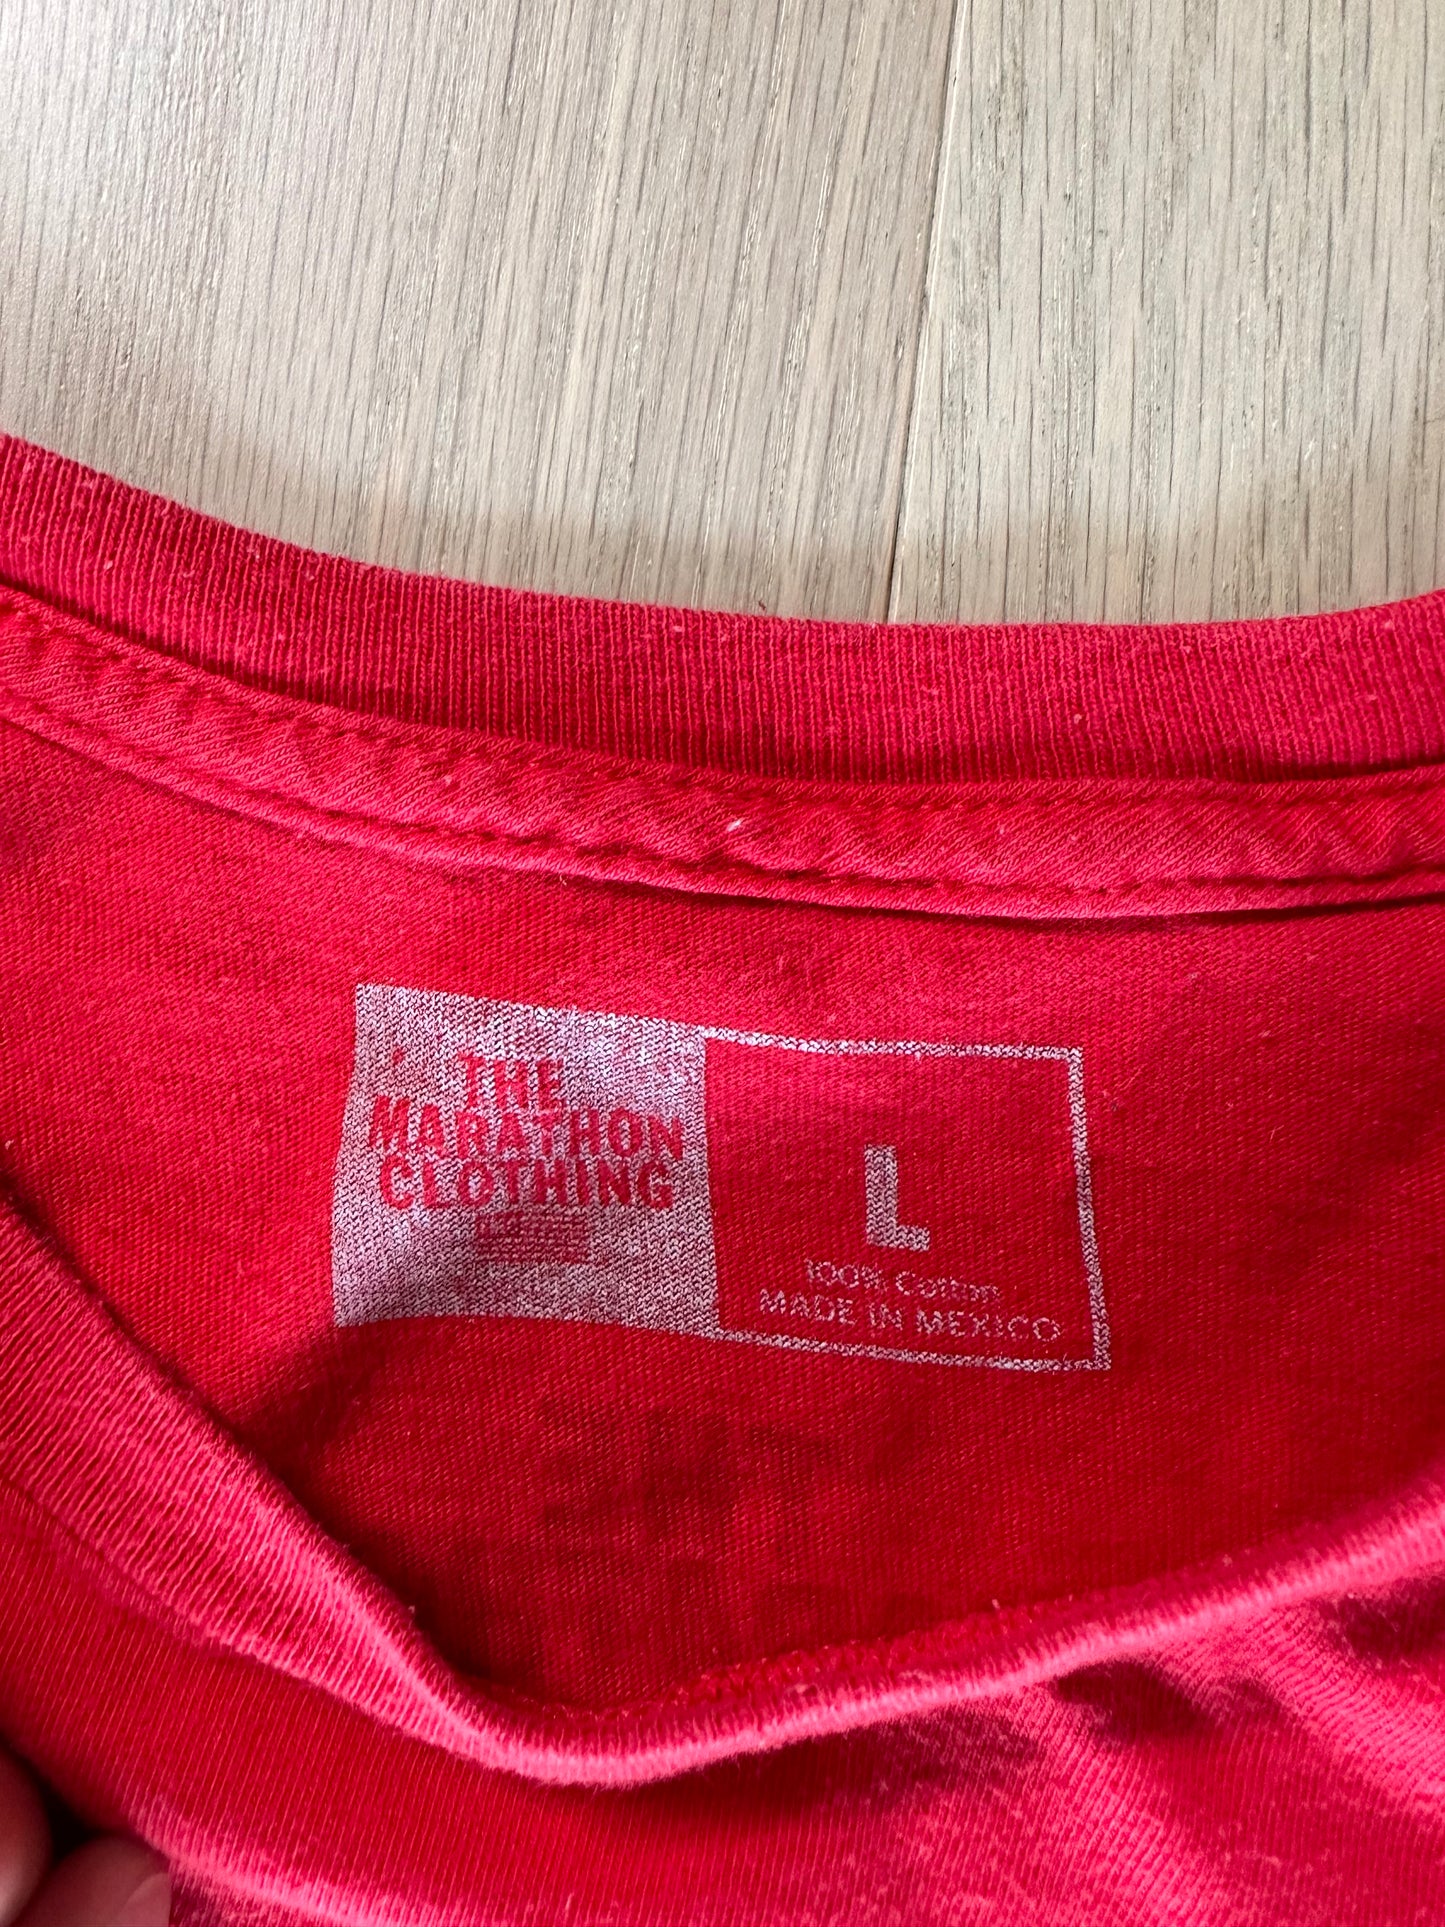 THE
MARATHON
CLOTHING
L
100% Cotton
MADE IN MEXICO